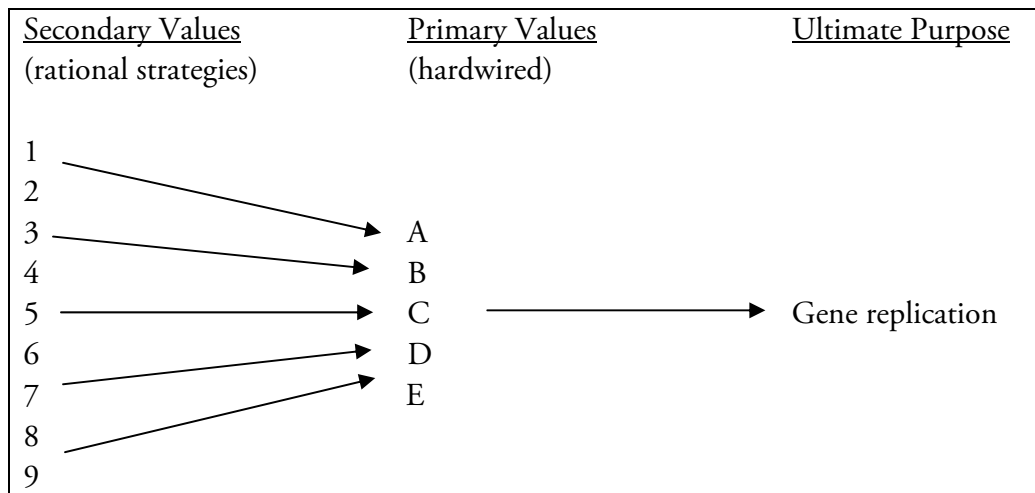 Secondary Values Primary Values Ultimate Purpose
(rational strategies) (hardwired)
1
2
3 A
4 B
5 C Gene replication
6 D
7 E
8
9